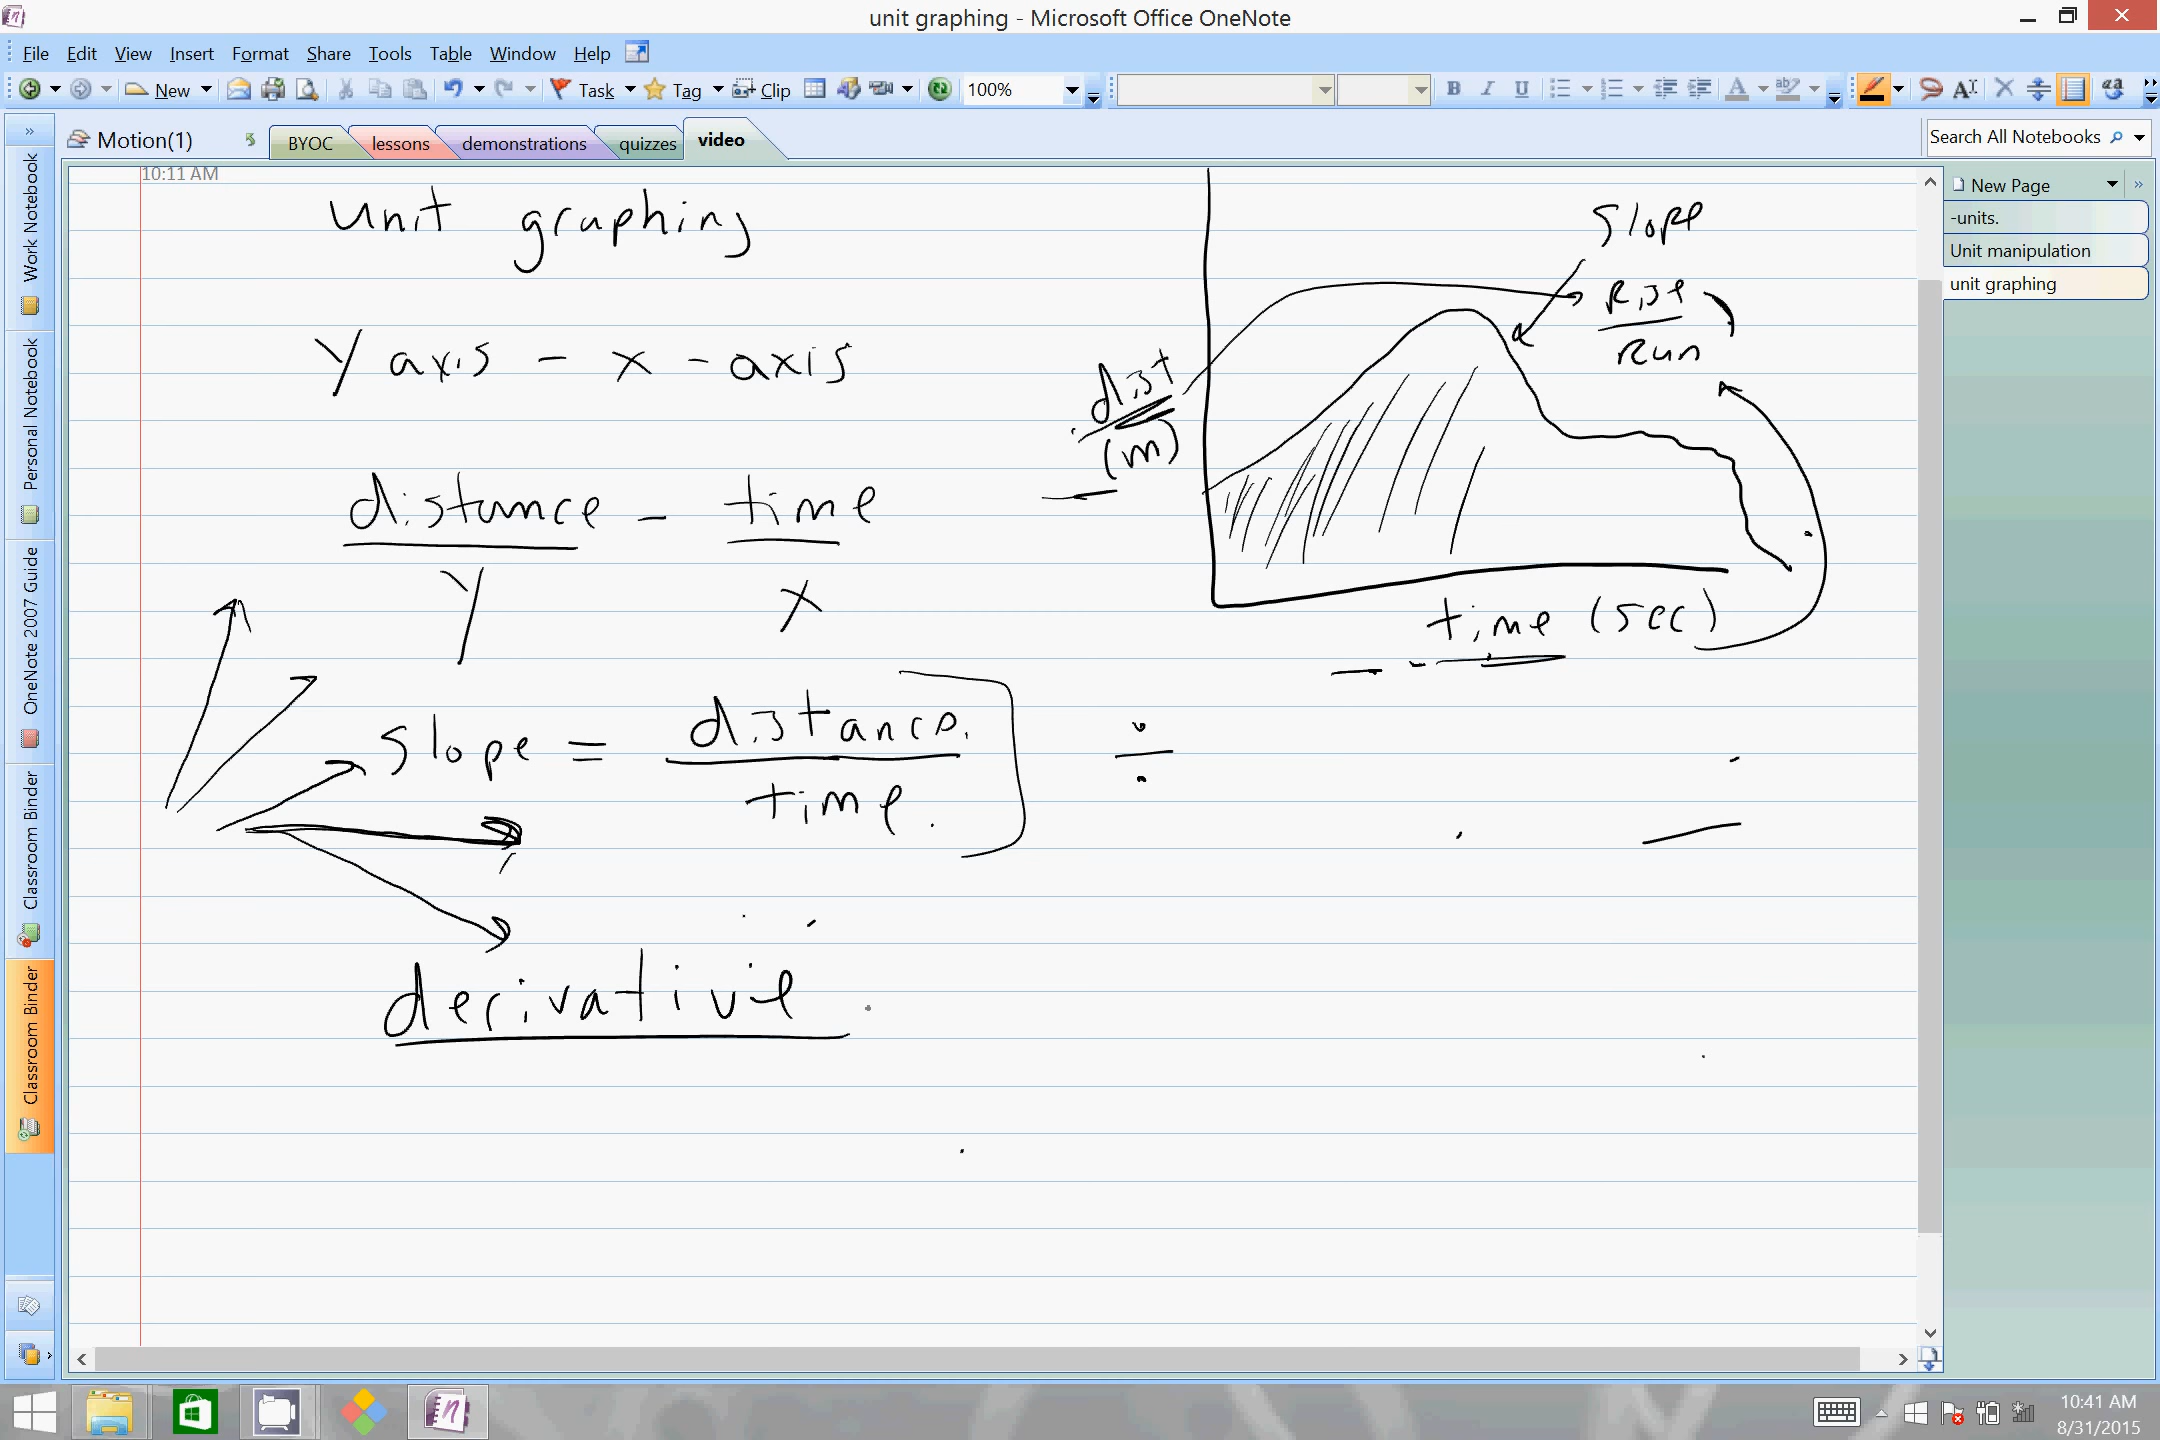 unit graphing - Microsoft Office OneNote
File Edit View Insert Format Share Tools Table Window Help
New Task Tag Clip 100% B I U
Motion(1) BYOC lessons demonstrations quizzes video
Search All Notebooks
New Page
-units.
Unit manipulation
unit graphing
Work Notebook
Personal Notebook
OneNote 2007 Guide
Classroom Binder
Classroom Binder
10:11 AM
unit graphing
Y axis - x - axis
distance - time
Y x
slope = distance
time
÷
derivativie
slope
Rise
Run
dist
(m)
time (sec)
10:41 AM
8/31/2015